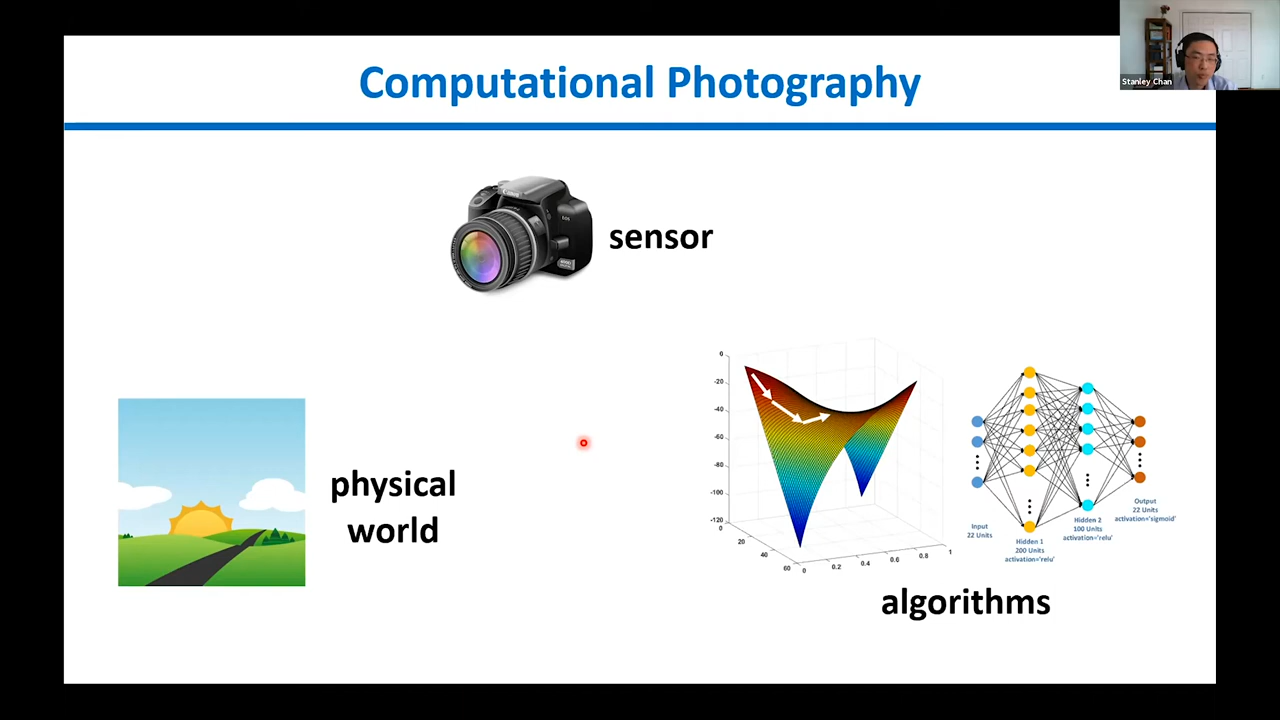 Computational Photography
Stanley Chan
Canon
EOS
sensor
physical
world
0
-20
-40
-60
-80
-100
-120
0
20
40
60
0
0.2
0.4
0.6
0.8
1
Input
22 Units
Hidden 1
200 Units
activation='relu'
Hidden 2
100 Units
activation='relu'
Output
22 Units
activation='sigmoid'
algorithms